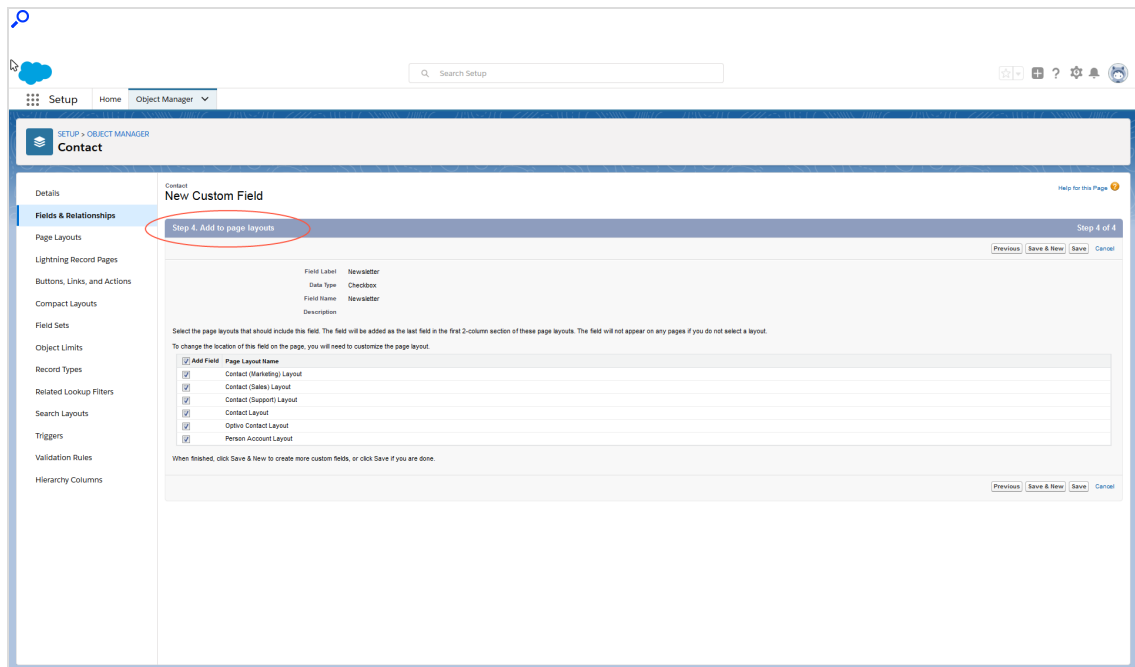 Search Setup
Setup Home Object Manager
SETUP > OBJECT MANAGER
Contact
Details
Fields & Relationships
Page Layouts
Lightning Record Pages
Buttons, Links, and Actions
Compact Layouts
Field Sets
Object Limits
Record Types
Related Lookup Filters
Search Layouts
Triggers
Validation Rules
Hierarchy Columns
Contact
New Custom Field
Help for this Page
Step 4. Add to page layouts Step 4 of 4
Previous Save & New Save Cancel
Field Label Newsletter
Data Type Checkbox
Field Name Newsletter
Description
Select the page layouts that should include this field. The field will be added as the last field in the first 2-column section of these page layouts. The field will not appear on any pages if you do not select a layout.
To change the location of this field on the page, you will need to customize the page layout.
Add Field Page Layout Name
Contact (Marketing) Layout
Contact (Sales) Layout
Contact (Support) Layout
Contact Layout
Optivo Contact Layout
Person Account Layout
When finished, click Save & New to create more custom fields, or click Save if you are done.
Previous Save & New Save Cancel